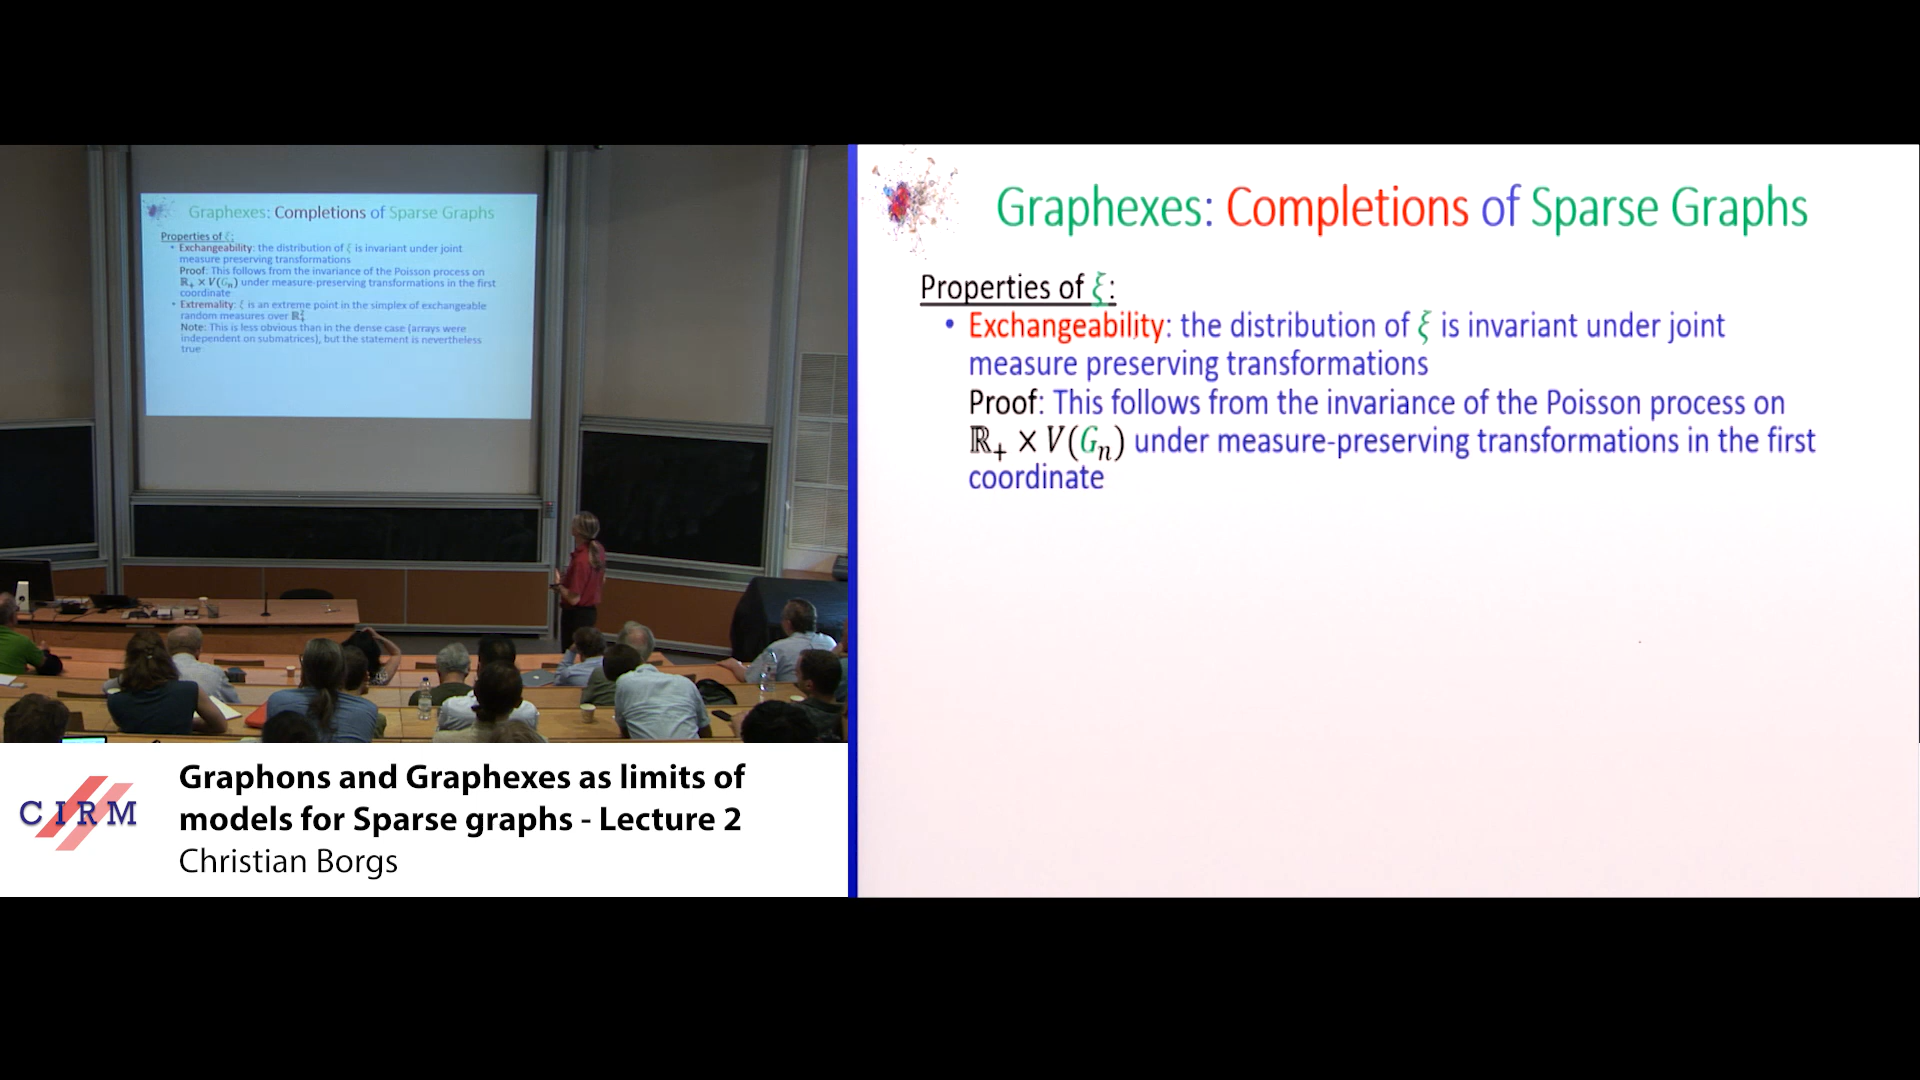 Graphexes: Completions of Sparse Graphs
Properties of ξ:
• Exchangeability: the distribution of ξ is invariant under joint
measure preserving transformations
Proof: This follows from the invariance of the Poisson process on
ℝ₊ × V(Gₙ) under measure-preserving transformations in the first
coordinate
• Extremality: ξ is an extreme point in the simplex of exchangeable
random measures over ℝ₊²
Note: This is less obvious than in the dense case (arrays were
independent on submatrices), but the statement is nevertheless
true
Graphexes: Completions of Sparse Graphs
Properties of ξ:
• Exchangeability: the distribution of ξ is invariant under joint
measure preserving transformations
Proof: This follows from the invariance of the Poisson process on
ℝ₊ × V(Gₙ) under measure-preserving transformations in the first
coordinate
CIRM
Graphons and Graphexes as limits of
models for Sparse graphs - Lecture 2
Christian Borgs